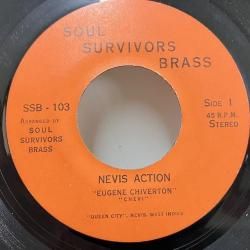 SOUL
SURVIVORS
BRASS
SSB - 103
Side 1
ARRANGED BY
SOUL
SURVIVORS
BRASS
45 R.P.M.
Stereo
NEVIS ACTION
"EUGENE CHIVERTON"
"CHEVI"
"QUEEN CITY", NEVIS, WEST INDIES